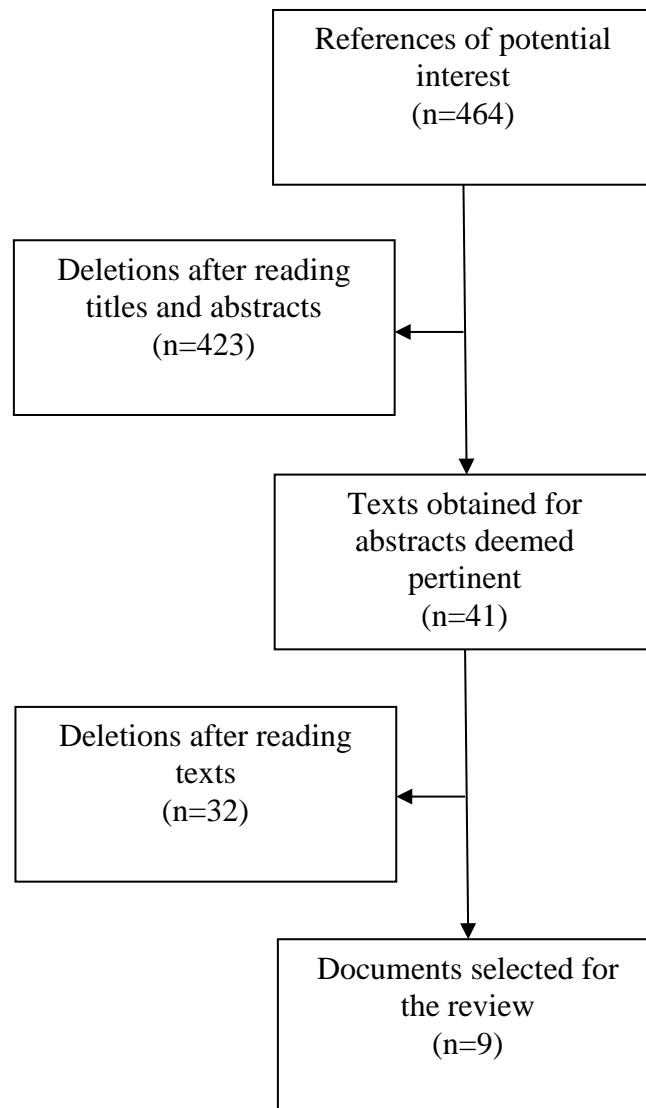 References of potential
interest
(n=464)
Deletions after reading
titles and abstracts
(n=423)
Texts obtained for
abstracts deemed
pertinent
(n=41)
Deletions after reading
texts
(n=32)
Documents selected for
the review
(n=9)